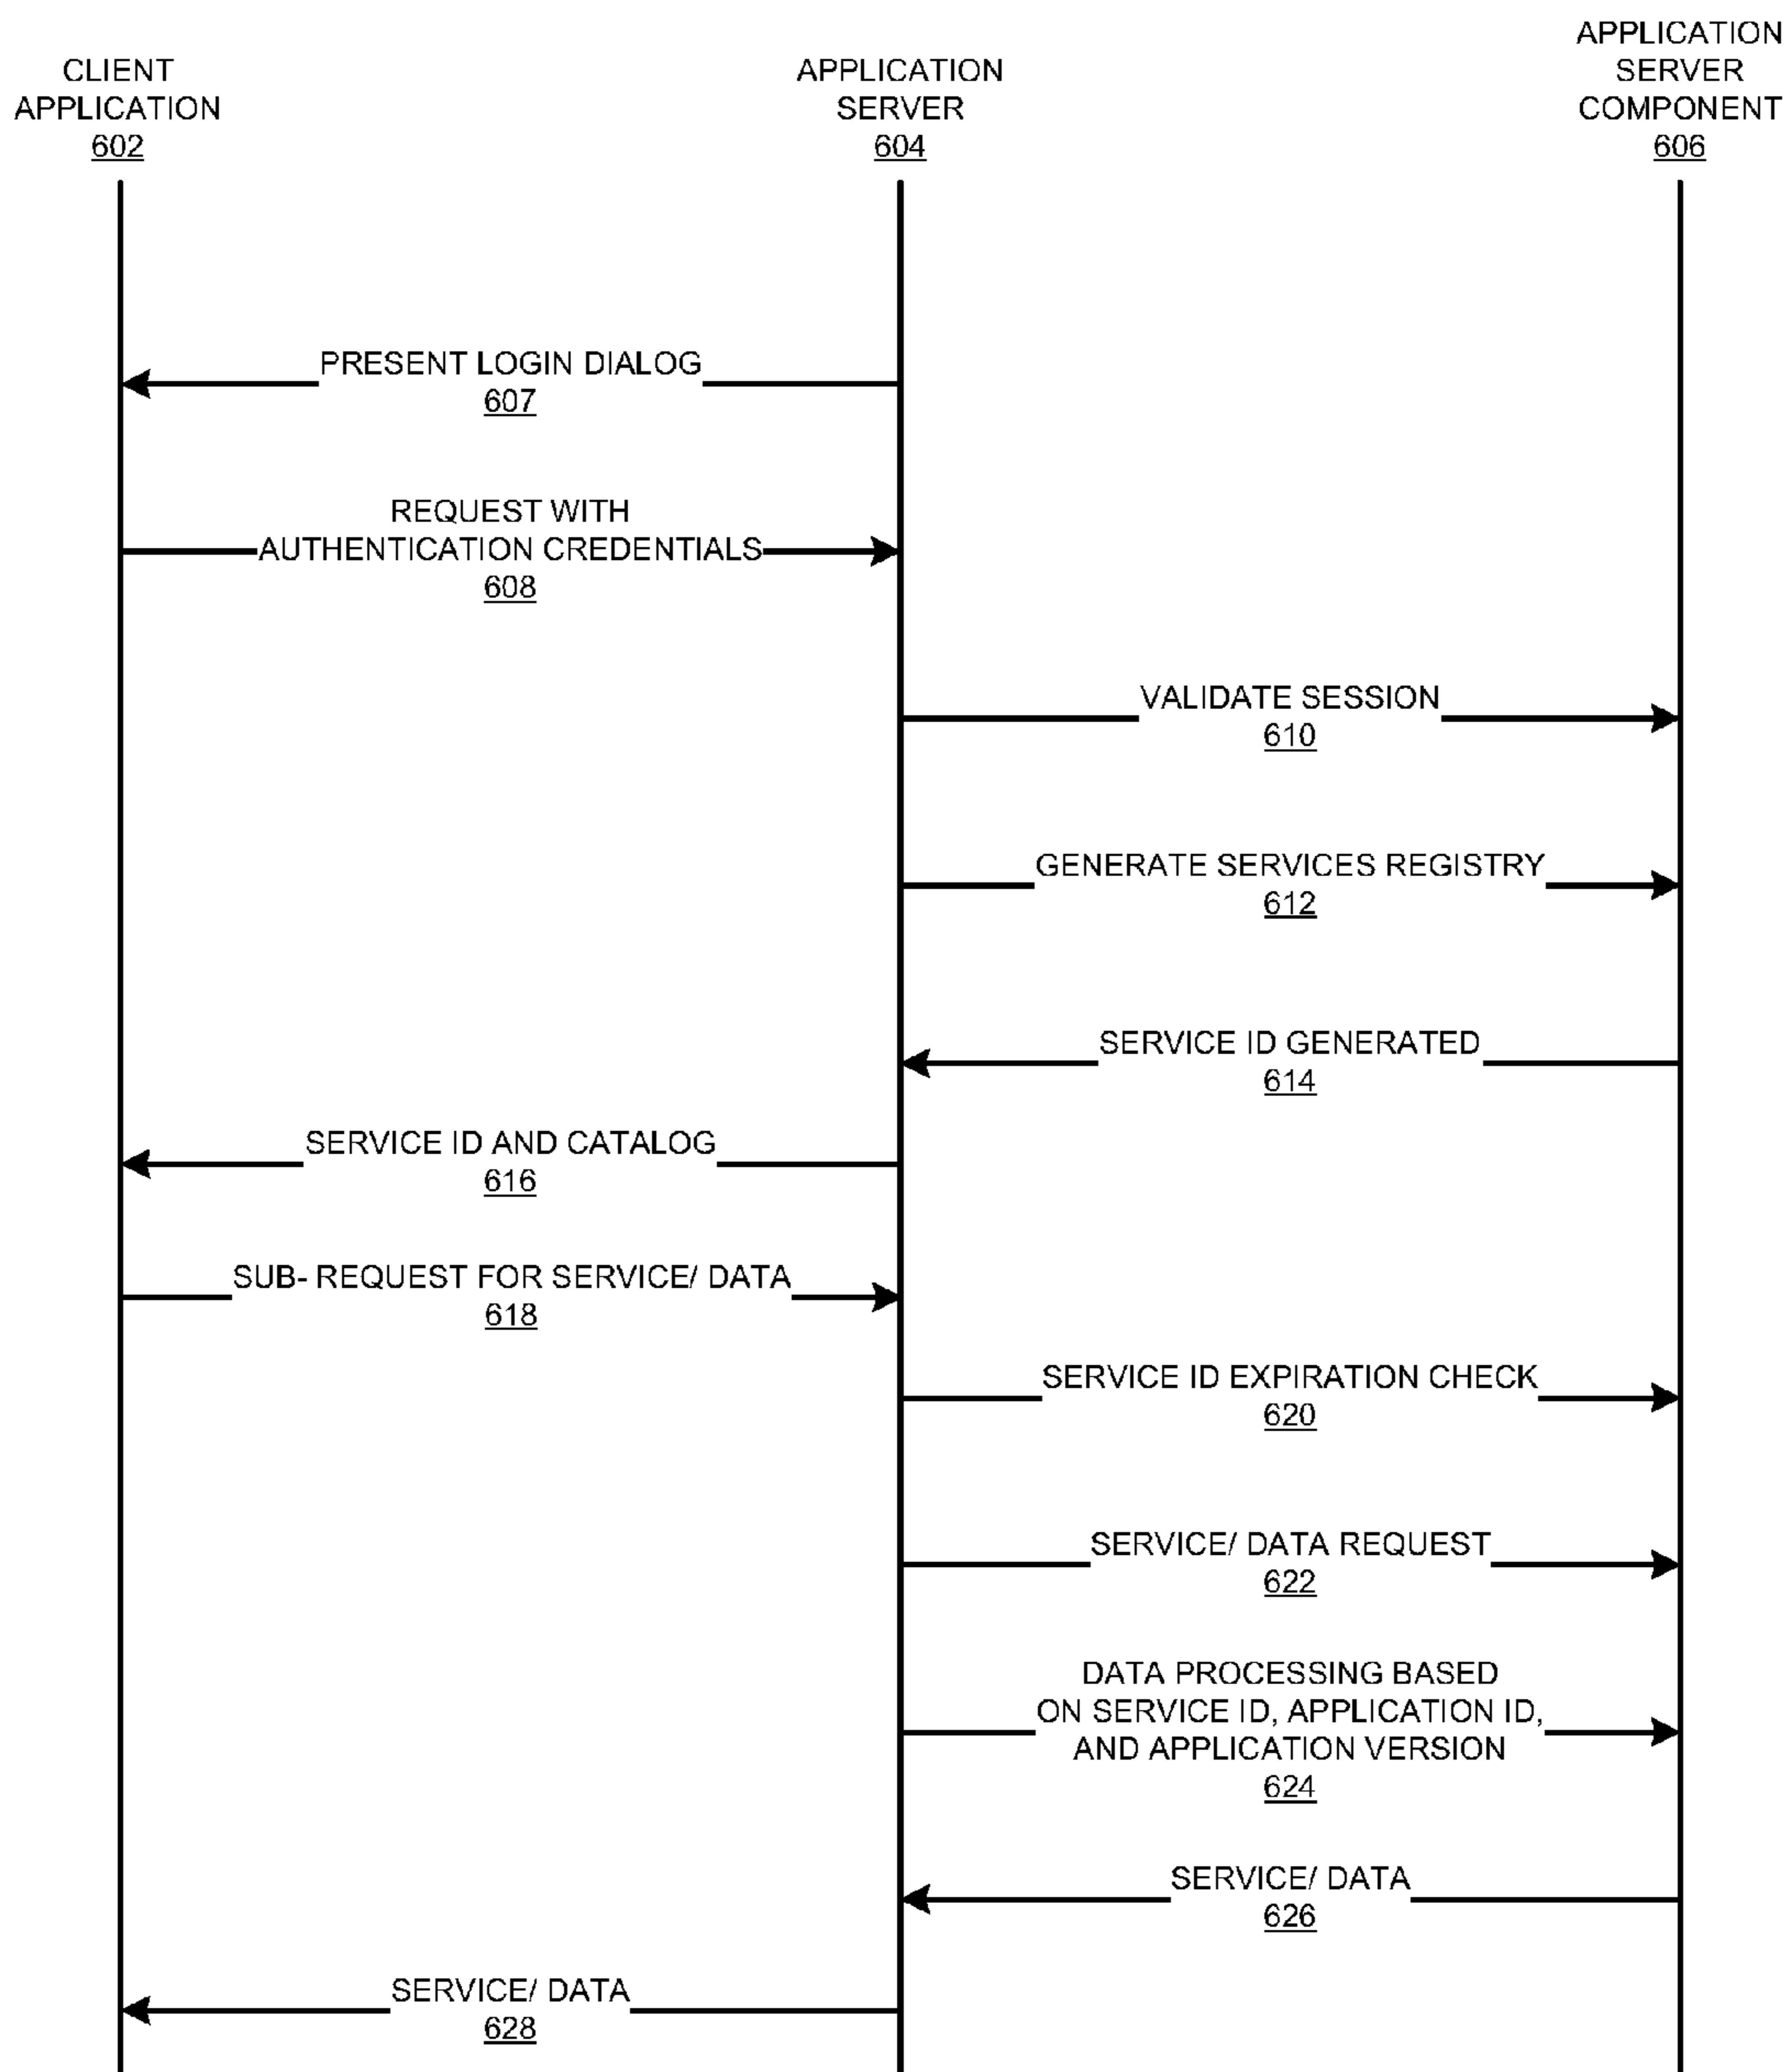 CLIENT
APPLICATION
602
APPLICATION
SERVER
604
APPLICATION
SERVER
COMPONENT
606
PRESENT LOGIN DIALOG
607
REQUEST WITH
AUTHENTICATION CREDENTIALS
608
VALIDATE SESSION
610
GENERATE SERVICES REGISTRY
612
SERVICE ID GENERATED
614
SERVICE ID AND CATALOG
616
SUB- REQUEST FOR SERVICE/ DATA
618
SERVICE ID EXPIRATION CHECK
620
SERVICE/ DATA REQUEST
622
DATA PROCESSING BASED
ON SERVICE ID, APPLICATION ID,
AND APPLICATION VERSION
624
SERVICE/ DATA
626
SERVICE/ DATA
628